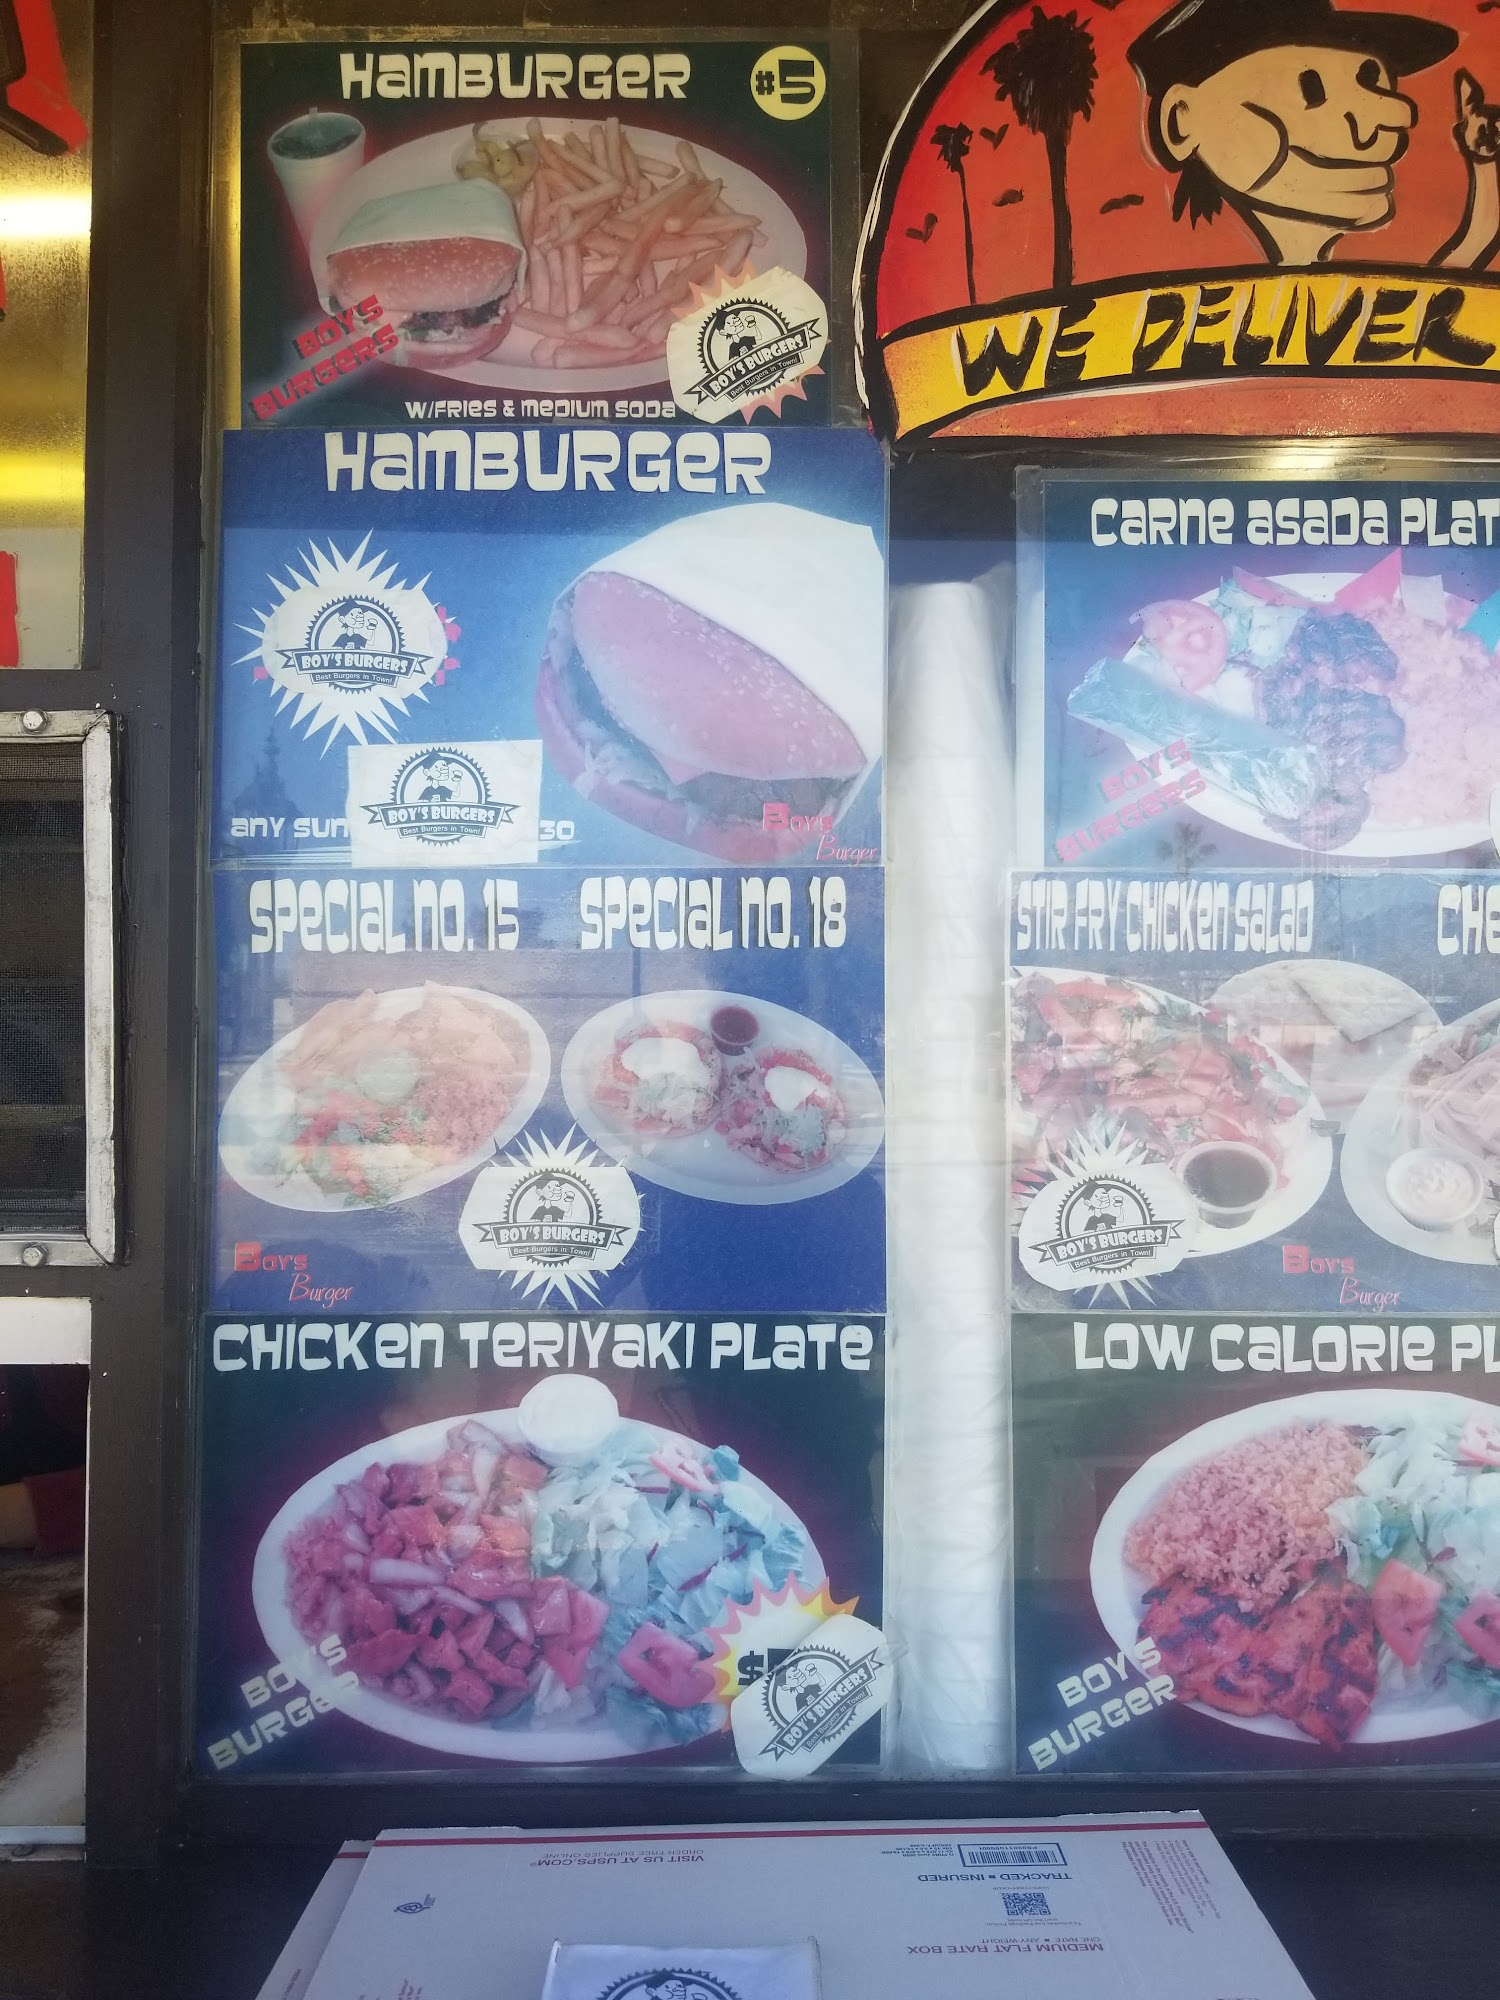 HAMBURGER
#5
BOY'S
BURGERS
W/FRIES & MEDIUM SODA
BOY'S BURGERS
Best Burgers in Town!
WE DELIVER
HAMBURGER
BOY'S BURGERS
Best Burgers in Town!
BOY'S BURGERS
Best Burgers in Town!
ANY SUN
30
BOY'S
Burger
CARNE ASADA PLAT
BOY'S
BURGERS
SPECIAL NO. 15
SPECIAL NO. 18
BOY'S BURGERS
Best Burgers in Town!
BOY'S
Burger
STIR FRY CHICKEN SALAD
CHE
BOY'S BURGERS
Best Burgers in Town!
BOY'S
Burger
CHICKEN TERIYAKI PLATE
BOY'S
BURGERS
$
BOY'S BURGERS
Best Burgers in Town!
LOW CALORIE PL
BOY'S
BURGER
VISIT US AT USPS.COM®
ORDER FREE SUPPLIES ONLINE
TRACKED ■ INSURED
MEDIUM FLAT RATE BOX
ONE RATE ■ ANY WEIGHT